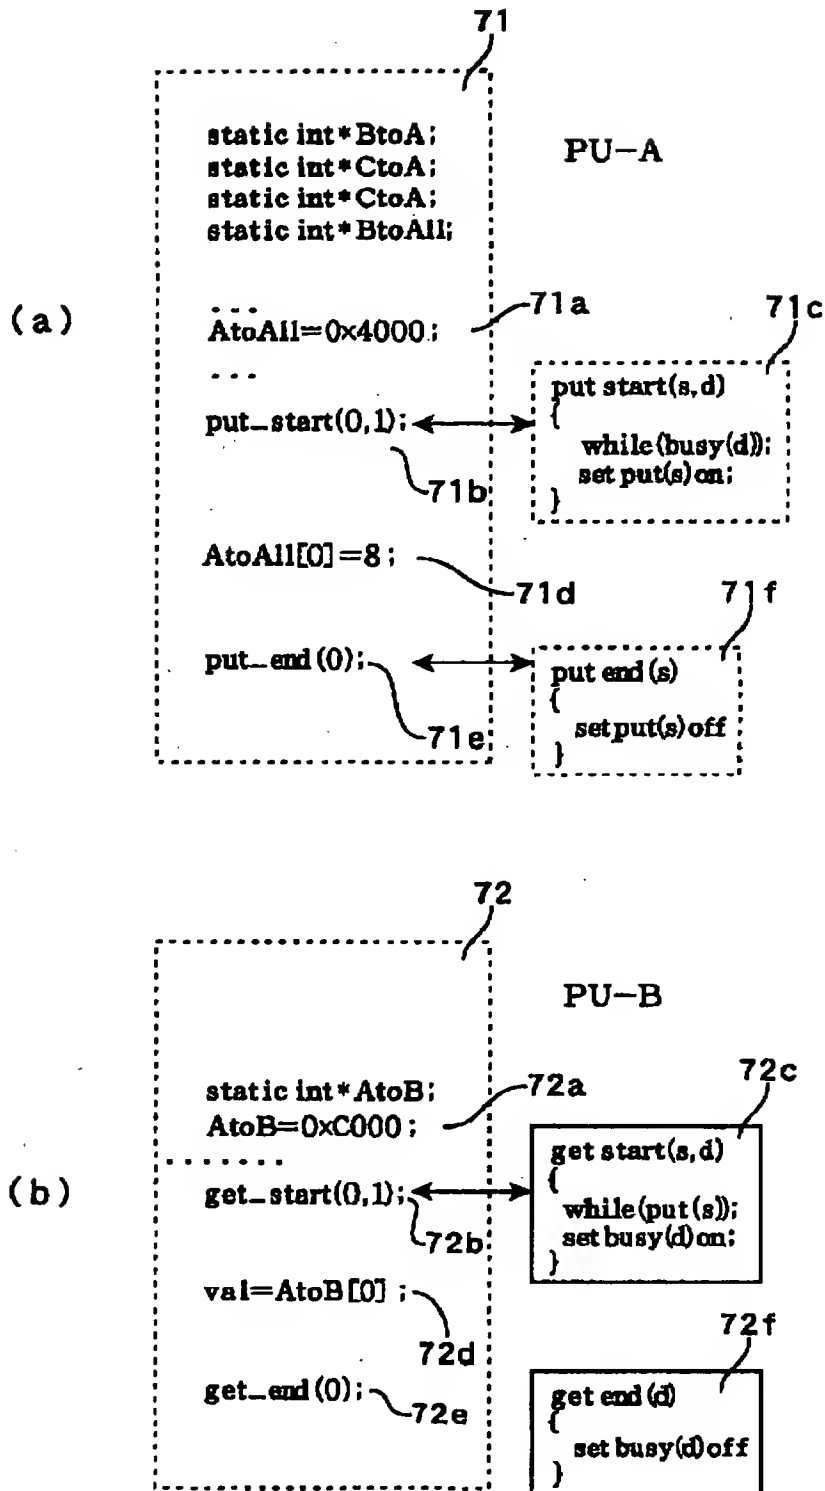 71
static int*BtoA;
static int*CtoA;
static int*CtoA;
static int*BtoAll;
PU-A
(a)
...
AtoAll=0x4000;
71a
...
put_start(0,1);
71b
71c
put start(s,d)
{
while(busy(d));
set put(s)on;
}
AtoAll[0]=8;
71d
put_end(0);
71e
71f
put end(s)
{
set put(s)off
}
72
PU-B
(b)
static int*AtoB;
AtoB=0xC000;
72a
.......
get_start(0,1);
72b
72c
get start(s,d)
{
while(put(s));
set busy(d)on;
}
val=AtoB[0];
72d
get_end(0);
72e
72f
get end(d)
{
set busy(d)off
}